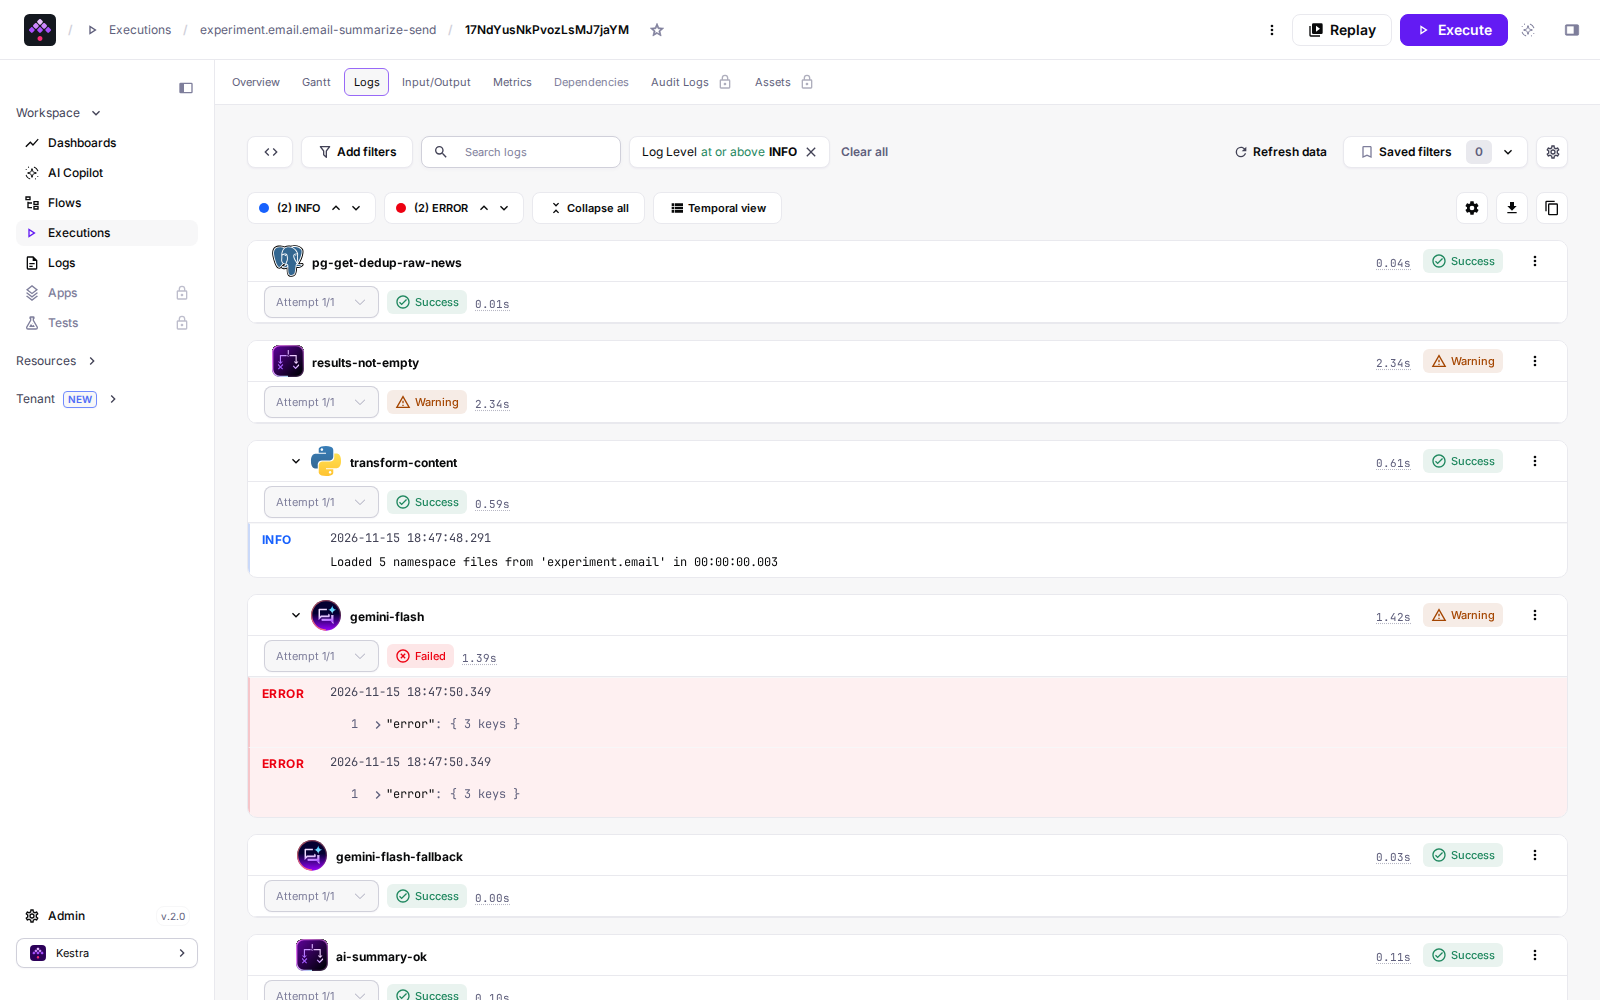 / Executions / experiment.email.email-summarize-send / 17NdYusNkPvozLsMJ7jaYM
Replay
Execute
Workspace
Dashboards
AI Copilot
Flows
Executions
Logs
Apps
Tests
Resources
Tenant NEW
Admin v.2.0
Kestra
Overview Gantt Logs Input/Output Metrics Dependencies Audit Logs Assets
Add filters
Search logs
Log Level at or above INFO
Clear all
Refresh data
Saved filters 0
(2) INFO
(2) ERROR
Collapse all
Temporal view
pg-get-dedup-raw-news 0.04s Success
Attempt 1/1 Success 0.01s
results-not-empty 2.34s Warning
Attempt 1/1 Warning 2.34s
transform-content 0.61s Success
Attempt 1/1 Success 0.59s
INFO 2026-11-15 18:47:48.291
Loaded 5 namespace files from 'experiment.email' in 00:00:00.003
gemini-flash 1.42s Warning
Attempt 1/1 Failed 1.39s
ERROR 2026-11-15 18:47:50.349
1 "error": { 3 keys }
ERROR 2026-11-15 18:47:50.349
1 "error": { 3 keys }
gemini-flash-fallback 0.03s Success
Attempt 1/1 Success 0.00s
ai-summary-ok 0.11s Success
Attempt 1/1 Success 0.10s